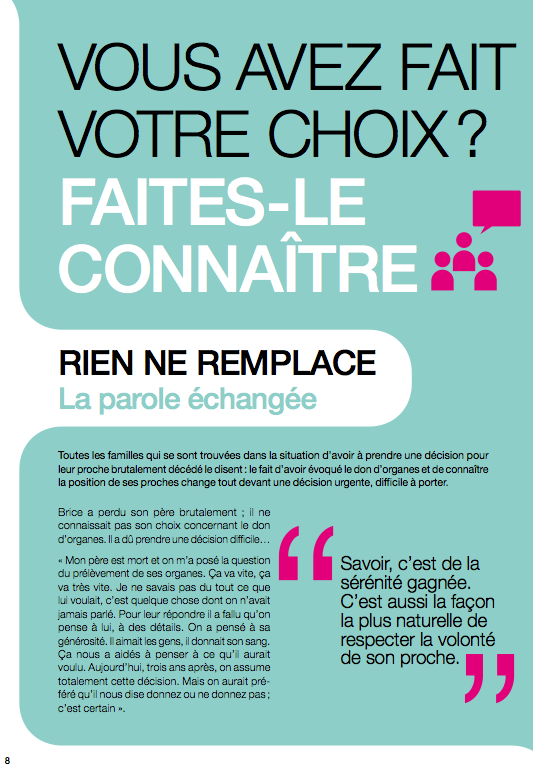 VOUS AVEZ FAIT
VOTRE CHOIX ?
FAITES-LE
CONNAÎTRE
RIEN NE REMPLACE
La parole échangée
Toutes les familles qui se sont trouvées dans la situation d'avoir à prendre une décision pour
leur proche brutalement décédé le disent : le fait d'avoir évoqué le don d'organes et de connaître
la position de ses proches change tout devant une décision urgente, difficile à porter.
Brice a perdu son père brutalement ; il ne
connaissait pas son choix concernant le don
d'organes. Il a dû prendre une décision difficile…
« Mon père est mort et on m'a posé la question
du prélèvement de ses organes. Ça va vite, ça
va très vite. Je ne savais pas du tout ce que
lui voulait, c'est quelque chose dont on n'avait
jamais parlé. Pour leur répondre il a fallu qu'on
pense à lui, à des détails. On a pensé à sa
générosité. Il aimait les gens, il donnait son sang.
Ça nous a aidés à penser à ce qu'il aurait
voulu. Aujourd'hui, trois ans après, on assume
totalement cette décision. Mais on aurait pré-
féré qu'il nous dise donnez ou ne donnez pas ;
c'est certain ».
“
Savoir, c'est de la
sérénité gagnée.
C'est aussi la façon
la plus naturelle de
respecter la volonté
de son proche.
”
8